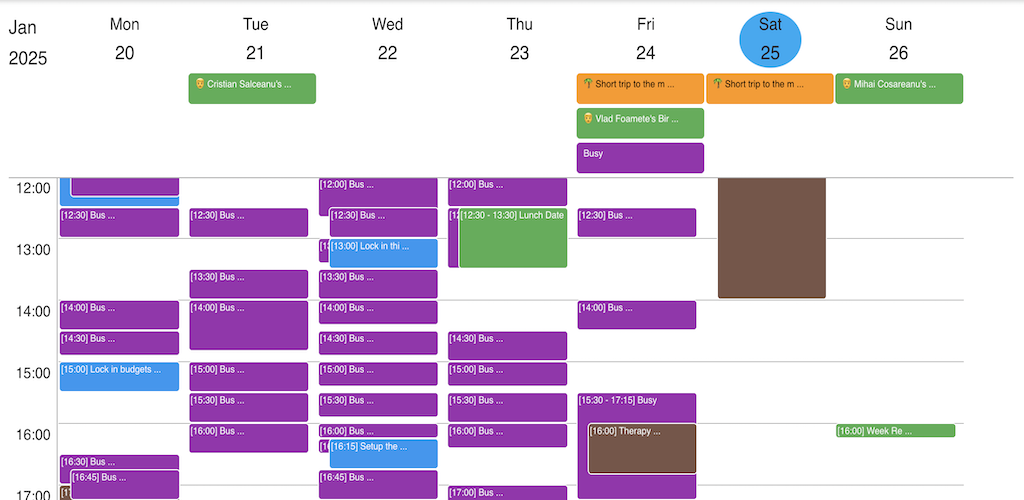 Jan
2025
Mon
20
Tue
21
Wed
22
Thu
23
Fri
24
Sat
25
Sun
26
Cristian Salceanu's ...
Short trip to the m ...
Short trip to the m ...
Mihai Cosareanu's ...
Vlad Foamete's Bir ...
Busy
12:00
[12:00] Bus ...
[12:00] Bus ...
[12:30] Bus ...
[12:30] Bus ...
[12:30] Bus ...
[12:30 - 13:30] Lunch Date
[12:30] Bus ...
13:00
[13:00] Lock in thi ...
[13:30] Bus ...
[13:30] Bus ...
14:00
[14:00] Bus ...
[14:00] Bus ...
[14:00] Bus ...
[14:00] Bus ...
[14:30] Bus ...
[14:30] Bus ...
[14:30] Bus ...
15:00
[15:00] Lock in budgets ...
[15:00] Bus ...
[15:00] Bus ...
[15:00] Bus ...
[15:30] Bus ...
[15:30] Bus ...
[15:30] Bus ...
[15:30 - 17:15] Busy
16:00
[16:00] Bus ...
[16:00] Bus ...
[16:00] Bus ...
[16:00] Therapy ...
[16:00] Week Re ...
[16:15] Setup the ...
[16:30] Bus ...
[16:45] Bus ...
[16:45] Bus ...
17:00
[17:00] Bus ...